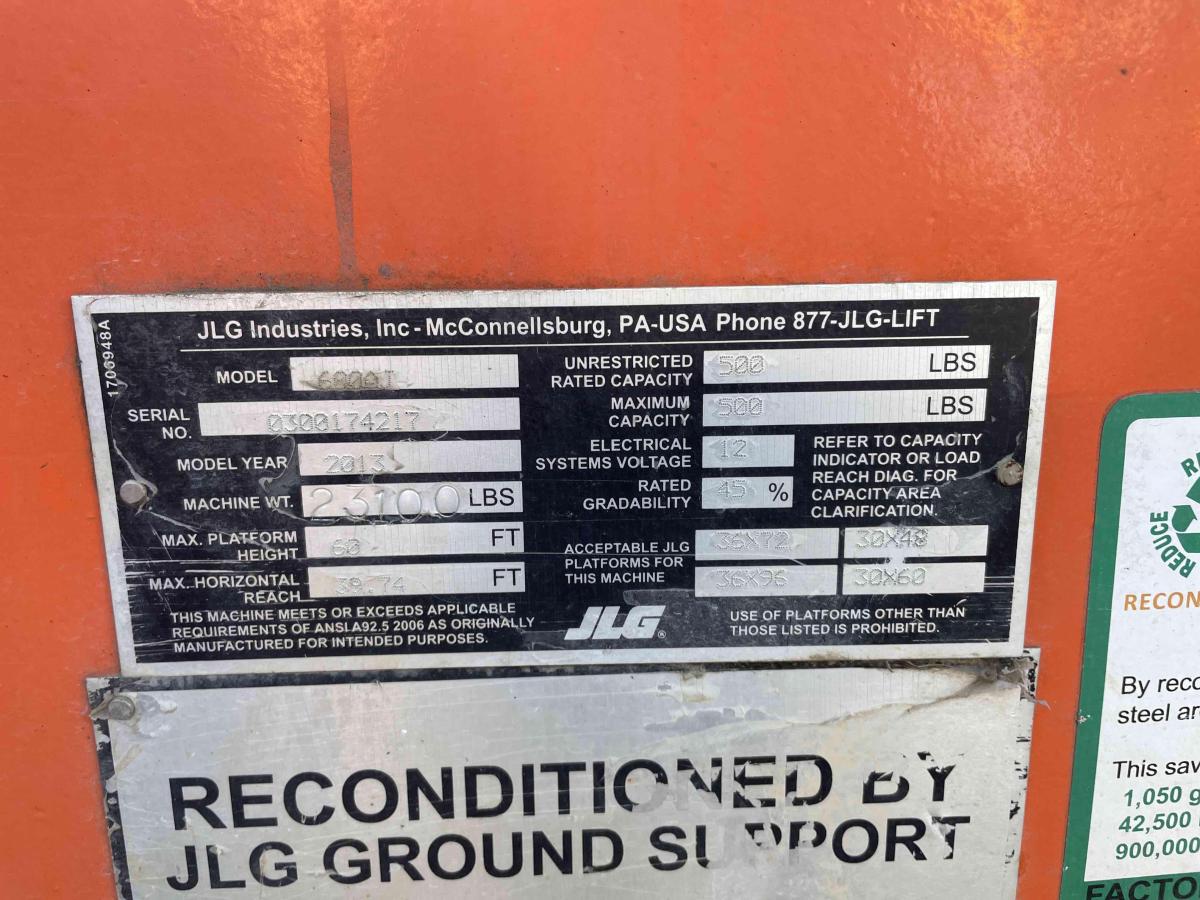 JLG Industries, Inc - McConnellsburg, PA-USA Phone 877-JLG-LIFT
1706948A
MODEL
SERIAL NO. 0300174217
MODEL YEAR 2013
MACHINE WT. 23100 LBS
MAX. PLATFORM HEIGHT 60 FT
MAX. HORIZONTAL REACH 39.74 FT
THIS MACHINE MEETS OR EXCEEDS APPLICABLE
REQUIREMENTS OF ANSI,A92.5 2006 AS ORIGINALLY
MANUFACTURED FOR INTENDED PURPOSES.
UNRESTRICTED RATED CAPACITY 500 LBS
MAXIMUM CAPACITY 500 LBS
ELECTRICAL SYSTEMS VOLTAGE 12
RATED GRADABILITY 45 %
REFER TO CAPACITY
INDICATOR OR LOAD
REACH DIAG. FOR
CAPACITY AREA
CLARIFICATION.
ACCEPTABLE JLG
PLATFORMS FOR
THIS MACHINE
36X72 30X48
36X96 30X60
JLG®
USE OF PLATFORMS OTHER THAN
THOSE LISTED IS PROHIBITED.
RECONDITIONED BY
JLG GROUND SUPPORT
REDUCE
RECON
By reco
steel ar
This sav
1,050 g
42,500
900,000
FACTO